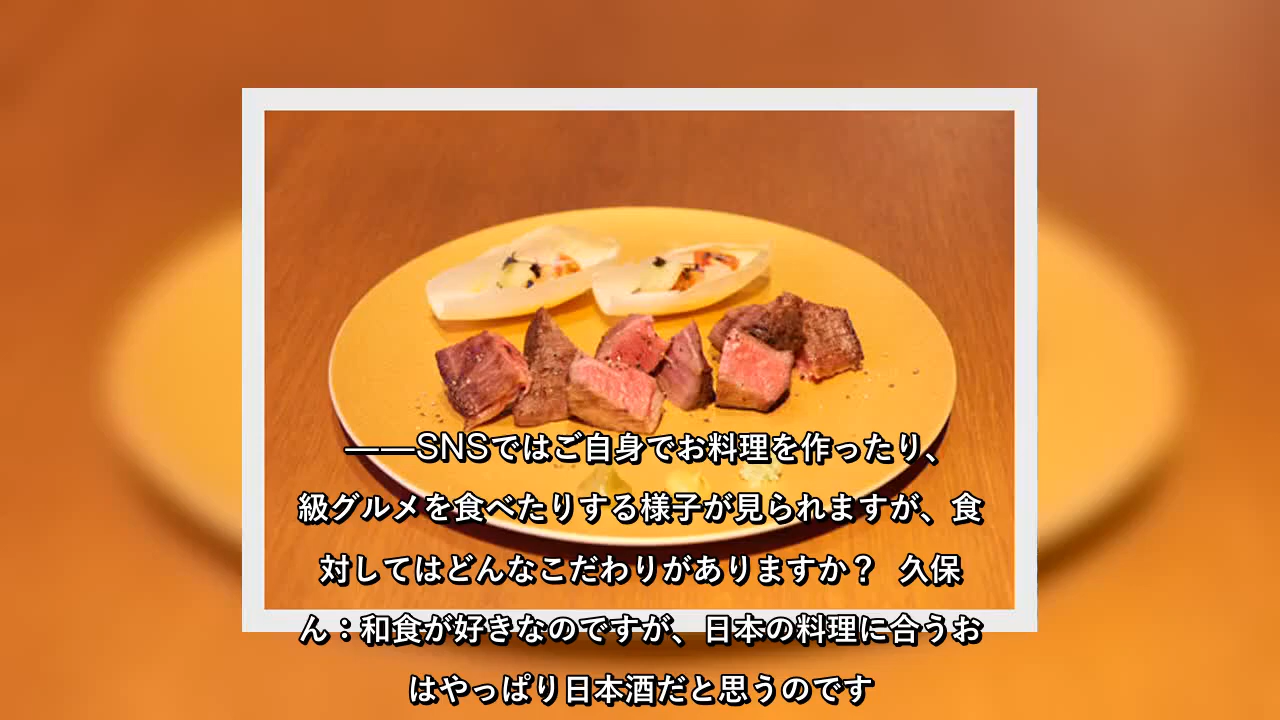 ——SNSではご自身でお料理を作ったり、
級グルメを食べたりする様子が見られますが、食
対してはどんなこだわりがありますか？ 久保
ん：和食が好きなのですが、日本の料理に合うお
はやっぱり日本酒だと思うのです